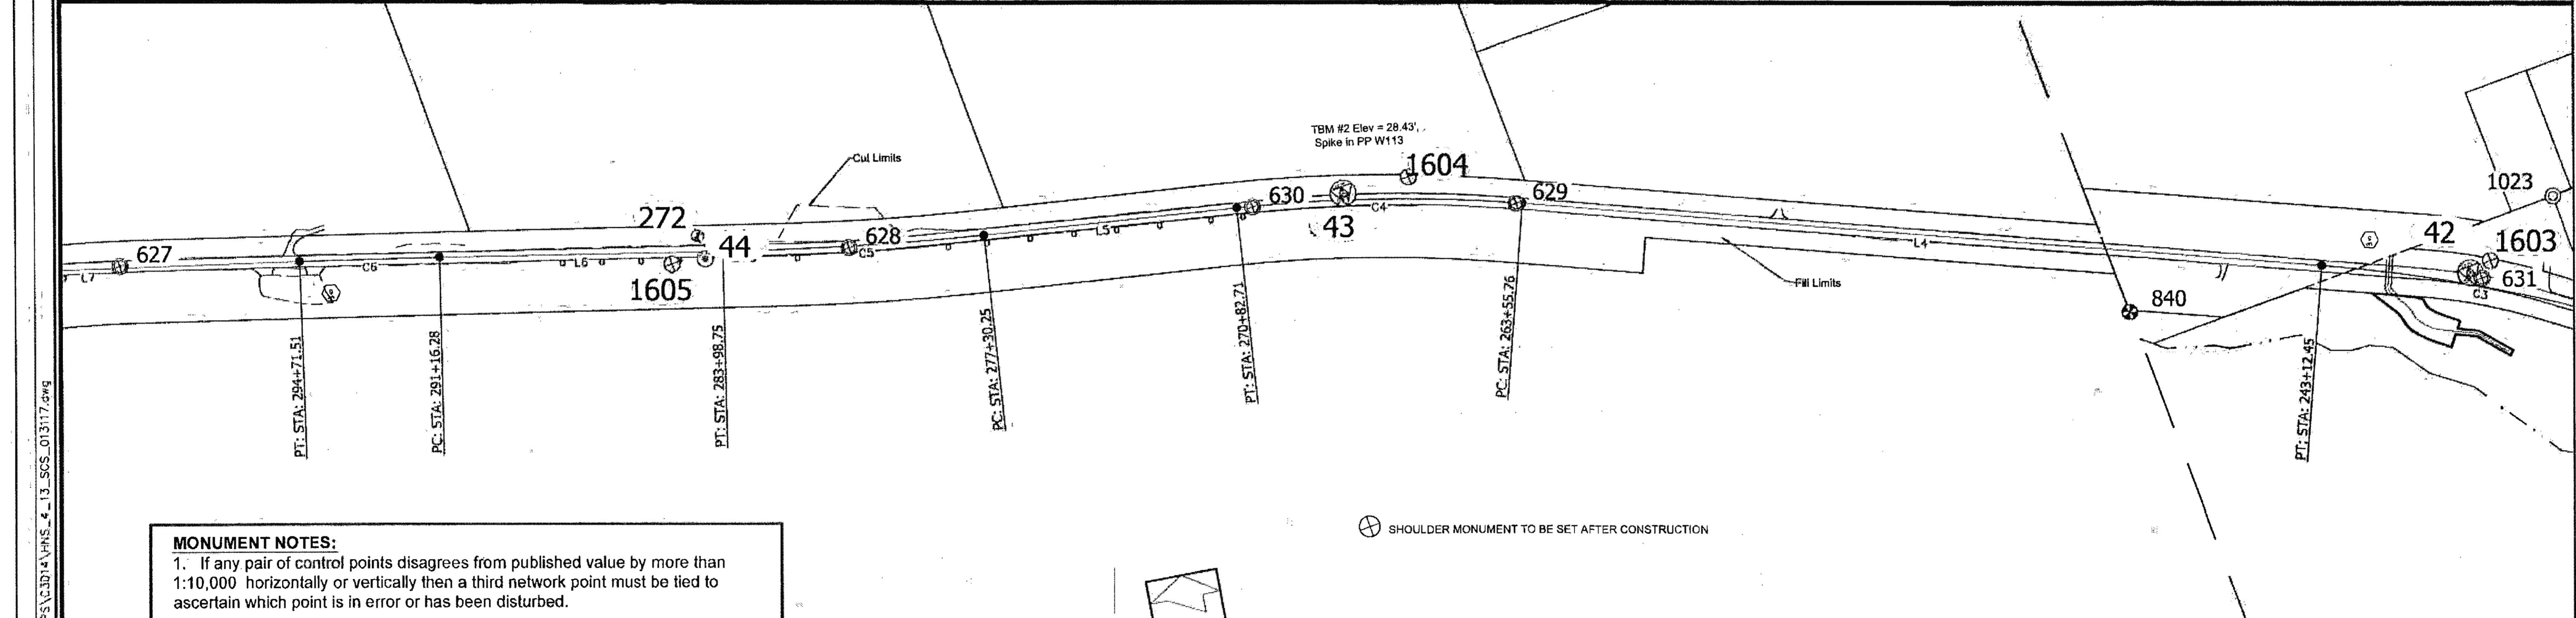 TBM #2 Elev = 28.43',
Spike in PP W113
1604
Cul Limits
272
44
628
C5
627
L7
C6
L6
1605
630
43
C4
629
L5
L4
Fill Limits
1023
42
1603
631
C3
840
PT: STA: 294+71.51
PC: STA: 291+16.28
PT: STA: 283+98.75
PC: STA: 277+30.25
PT: STA: 270+82.71
PC: STA: 263+55.76
PT: STA: 243+12.45
SHOULDER MONUMENT TO BE SET AFTER CONSTRUCTION
MONUMENT NOTES:
1. If any pair of control points disagrees from published value by more than
1:10,000 horizontally or vertically then a third network point must be tied to
ascertain which point is in error or has been disturbed.
PS\C3D14\HNS_4_13_SCS_013117.dwg